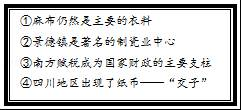 ①麻布仍然是主要的衣料
②景德镇是著名的制瓷业中心
③南方赋税成为国家财政的主要支柱
④四川地区出现了纸币——“交子”